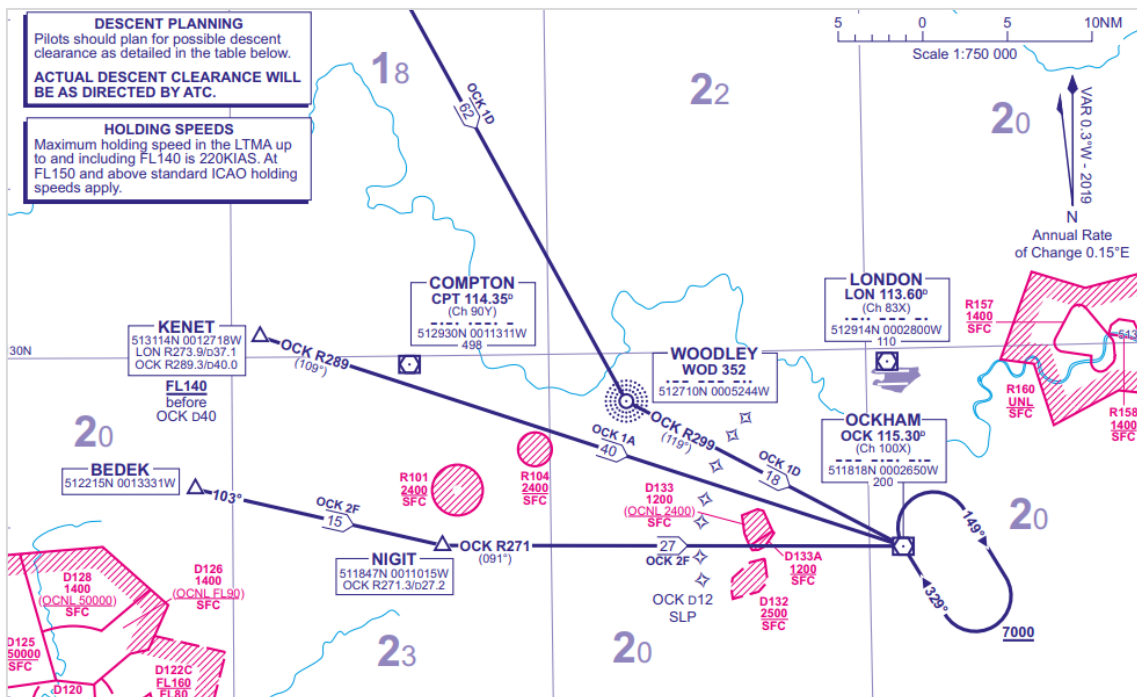 DESCENT PLANNING
Pilots should plan for possible descent
clearance as detailed in the table below.
ACTUAL DESCENT CLEARANCE WILL
BE AS DIRECTED BY ATC.
HOLDING SPEEDS
Maximum holding speed in the LTMA up
to and including FL140 is 220KIAS. At
FL150 and above standard ICAO holding
speeds apply.
5 0 5 10NM
Scale 1:750 000
18
22
20
VAR 0.3°W - 2019
N
Annual Rate
of Change 0.15°E
OCK 1D
62
COMPTON
CPT 114.35ᴰ
(Ch 90Y)
512930N 0011311W
498
LONDON
LON 113.60ᴰ
(Ch 83X)
512914N 0002800W
110
KENET
513114N 0012718W
LON R273.9/D37.1
OCK R289.3/D40.0
FL140
before
OCK D40
30N
OCK R289
(109°)
WOODLEY
WOD 352
512710N 0005244W
R157
1400
SFC
513
R160
UNL
SFC
R158
1400
SFC
OCK R299
(119°)
OCK 1A
40
OCK 1D
18
OCKHAM
OCK 115.30ᴰ
(Ch 100X)
511818N 0002650W
200
20
BEDEK
512215N 0013331W
103°
OCK 2F
15
R101
2400
SFC
R104
2400
SFC
D133
1200
(OCNL 2400)
SFC
20
149°
329°
7000
NIGIT
511847N 0011015W
OCK R271.3/D27.2
OCK R271
(091°)
27
OCK 2F
D133A
1200
SFC
OCK D12
SLP
D132
2500
SFC
D128
1400
(OCNL 50000)
SFC
D126
1400
(OCNL FL90)
SFC
D125
50000
SFC
D122C
FL160
FL80
D120
23
20